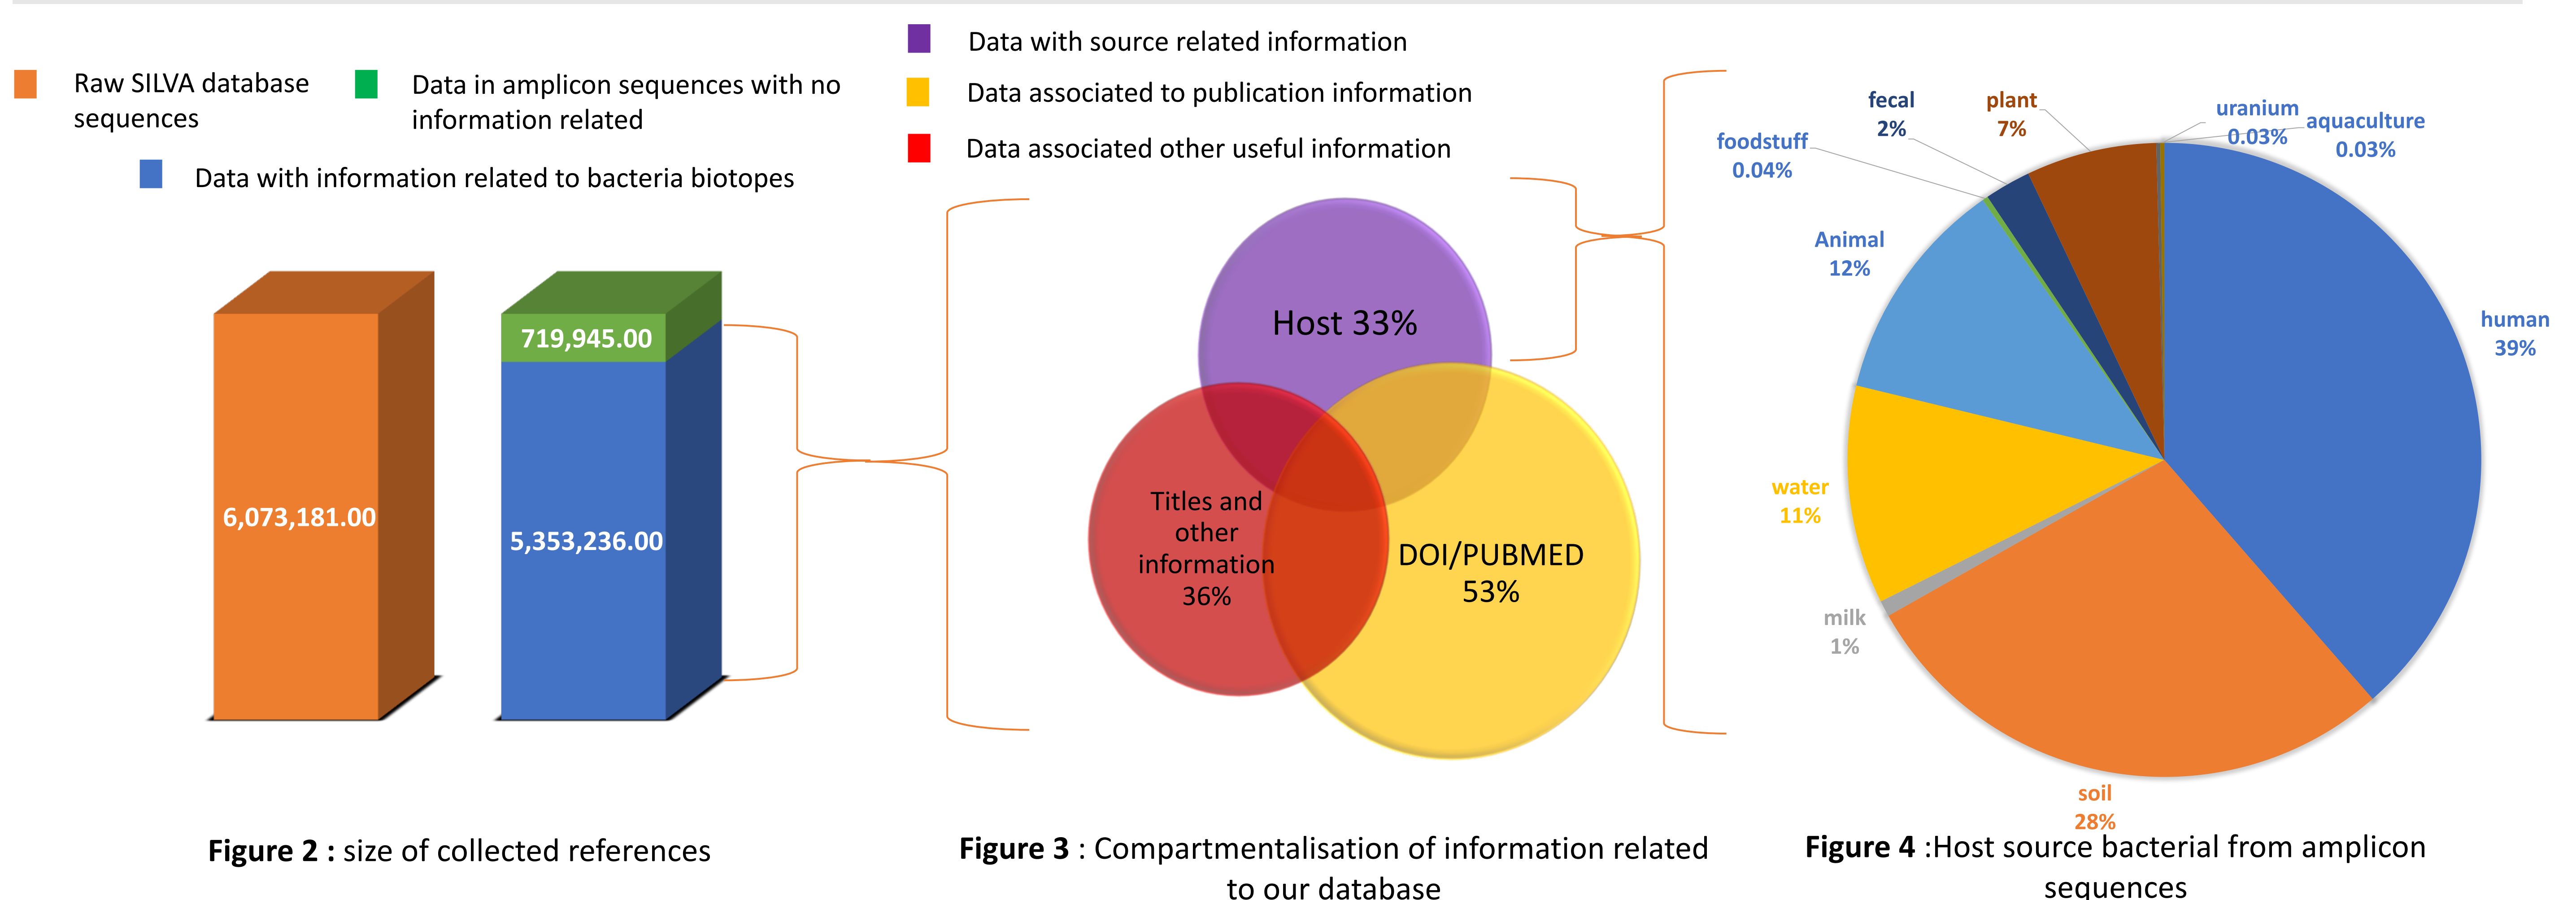 Raw SILVA database
sequences
Data in amplicon sequences with no
information related
Data with information related to bacteria biotopes
6,073,181.00
719,945.00
5,353,236.00
Figure 2 : size of collected references
Data with source related information
Data associated to publication information
Data associated other useful information
Host 33%
Titles and
other
information
36%
DOI/PUBMED
53%
Figure 3 : Compartmentalisation of information related
to our database
fecal
2%
plant
7%
uranium
0.03%
aquaculture
0.03%
foodstuff
0.04%
Animal
12%
human
39%
water
11%
milk
1%
soil
28%
Figure 4 :Host source bacterial from amplicon
sequences